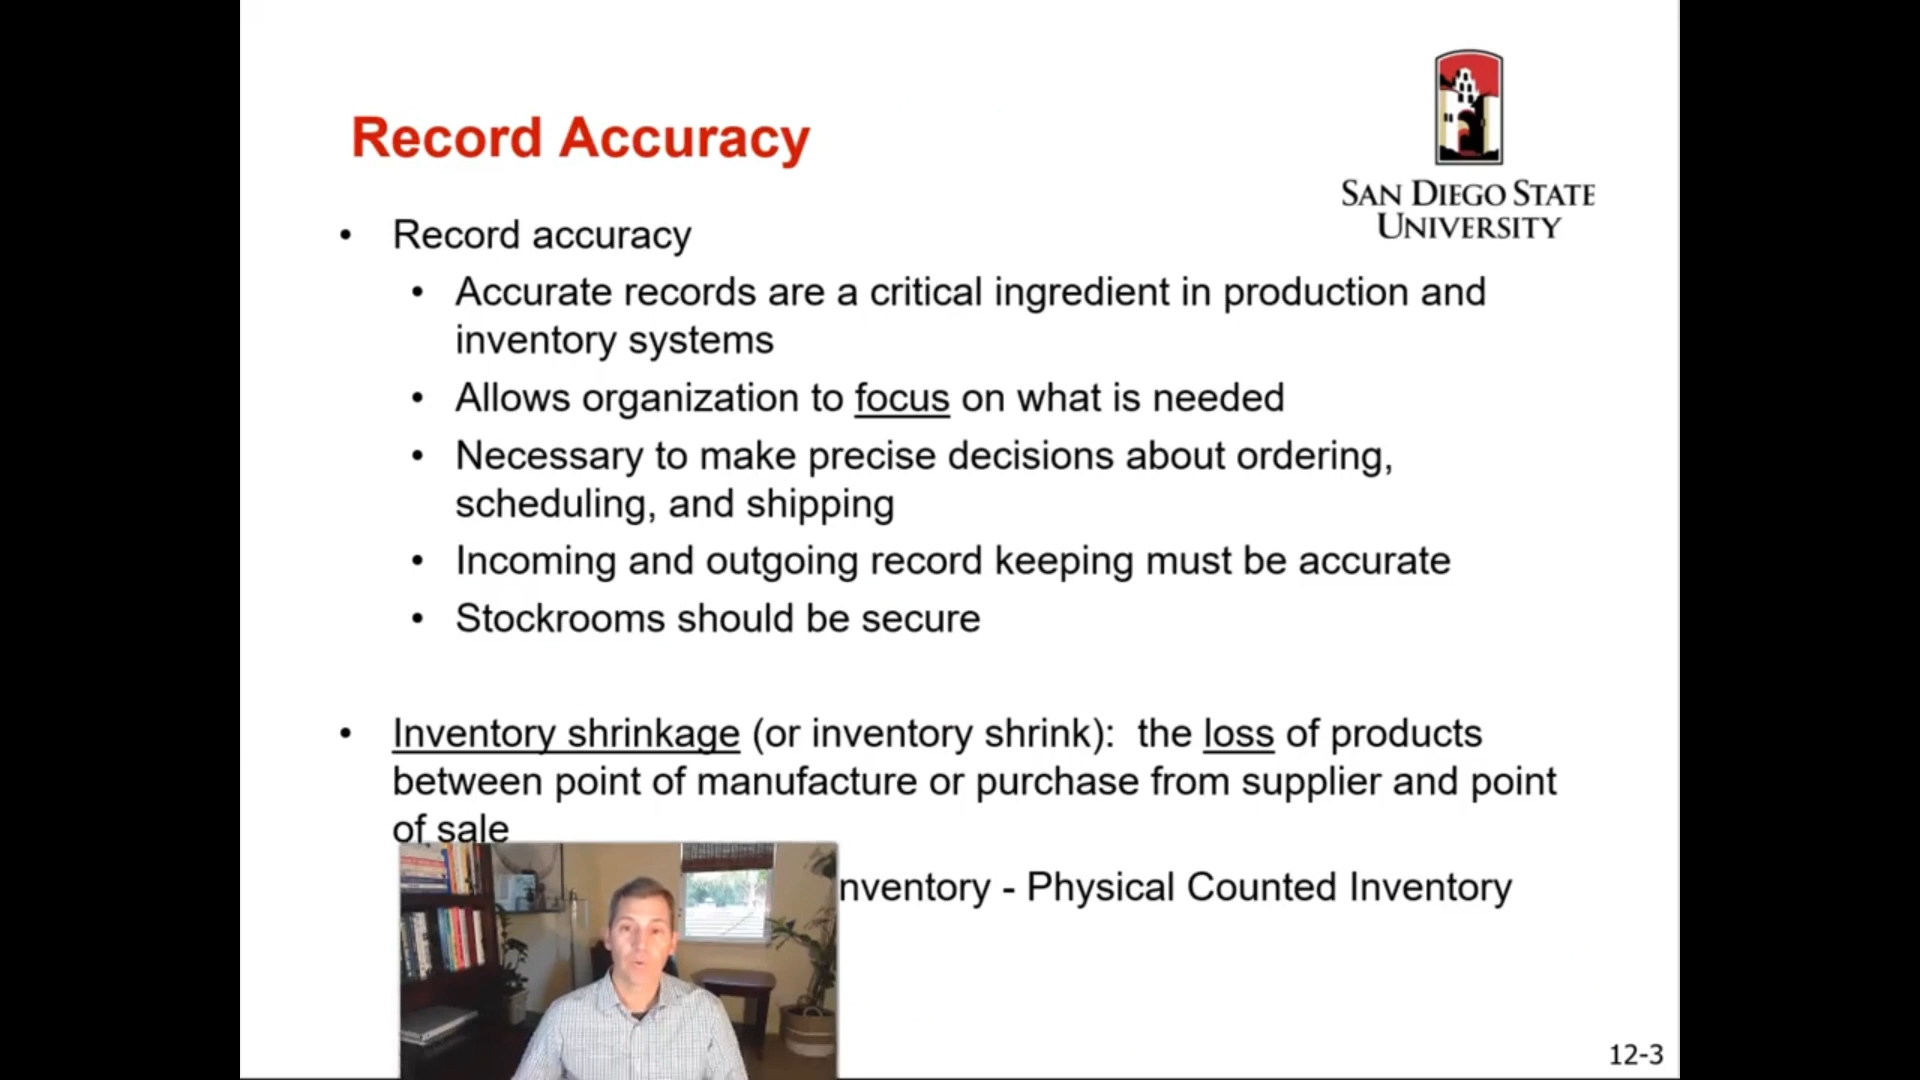 Record Accuracy
SAN DIEGO STATE
UNIVERSITY
• Record accuracy
• Accurate records are a critical ingredient in production and
inventory systems
• Allows organization to focus on what is needed
• Necessary to make precise decisions about ordering,
scheduling, and shipping
• Incoming and outgoing record keeping must be accurate
• Stockrooms should be secure
• Inventory shrinkage (or inventory shrink):  the loss of products
between point of manufacture or purchase from supplier and point
of sale
nventory - Physical Counted Inventory
12-3